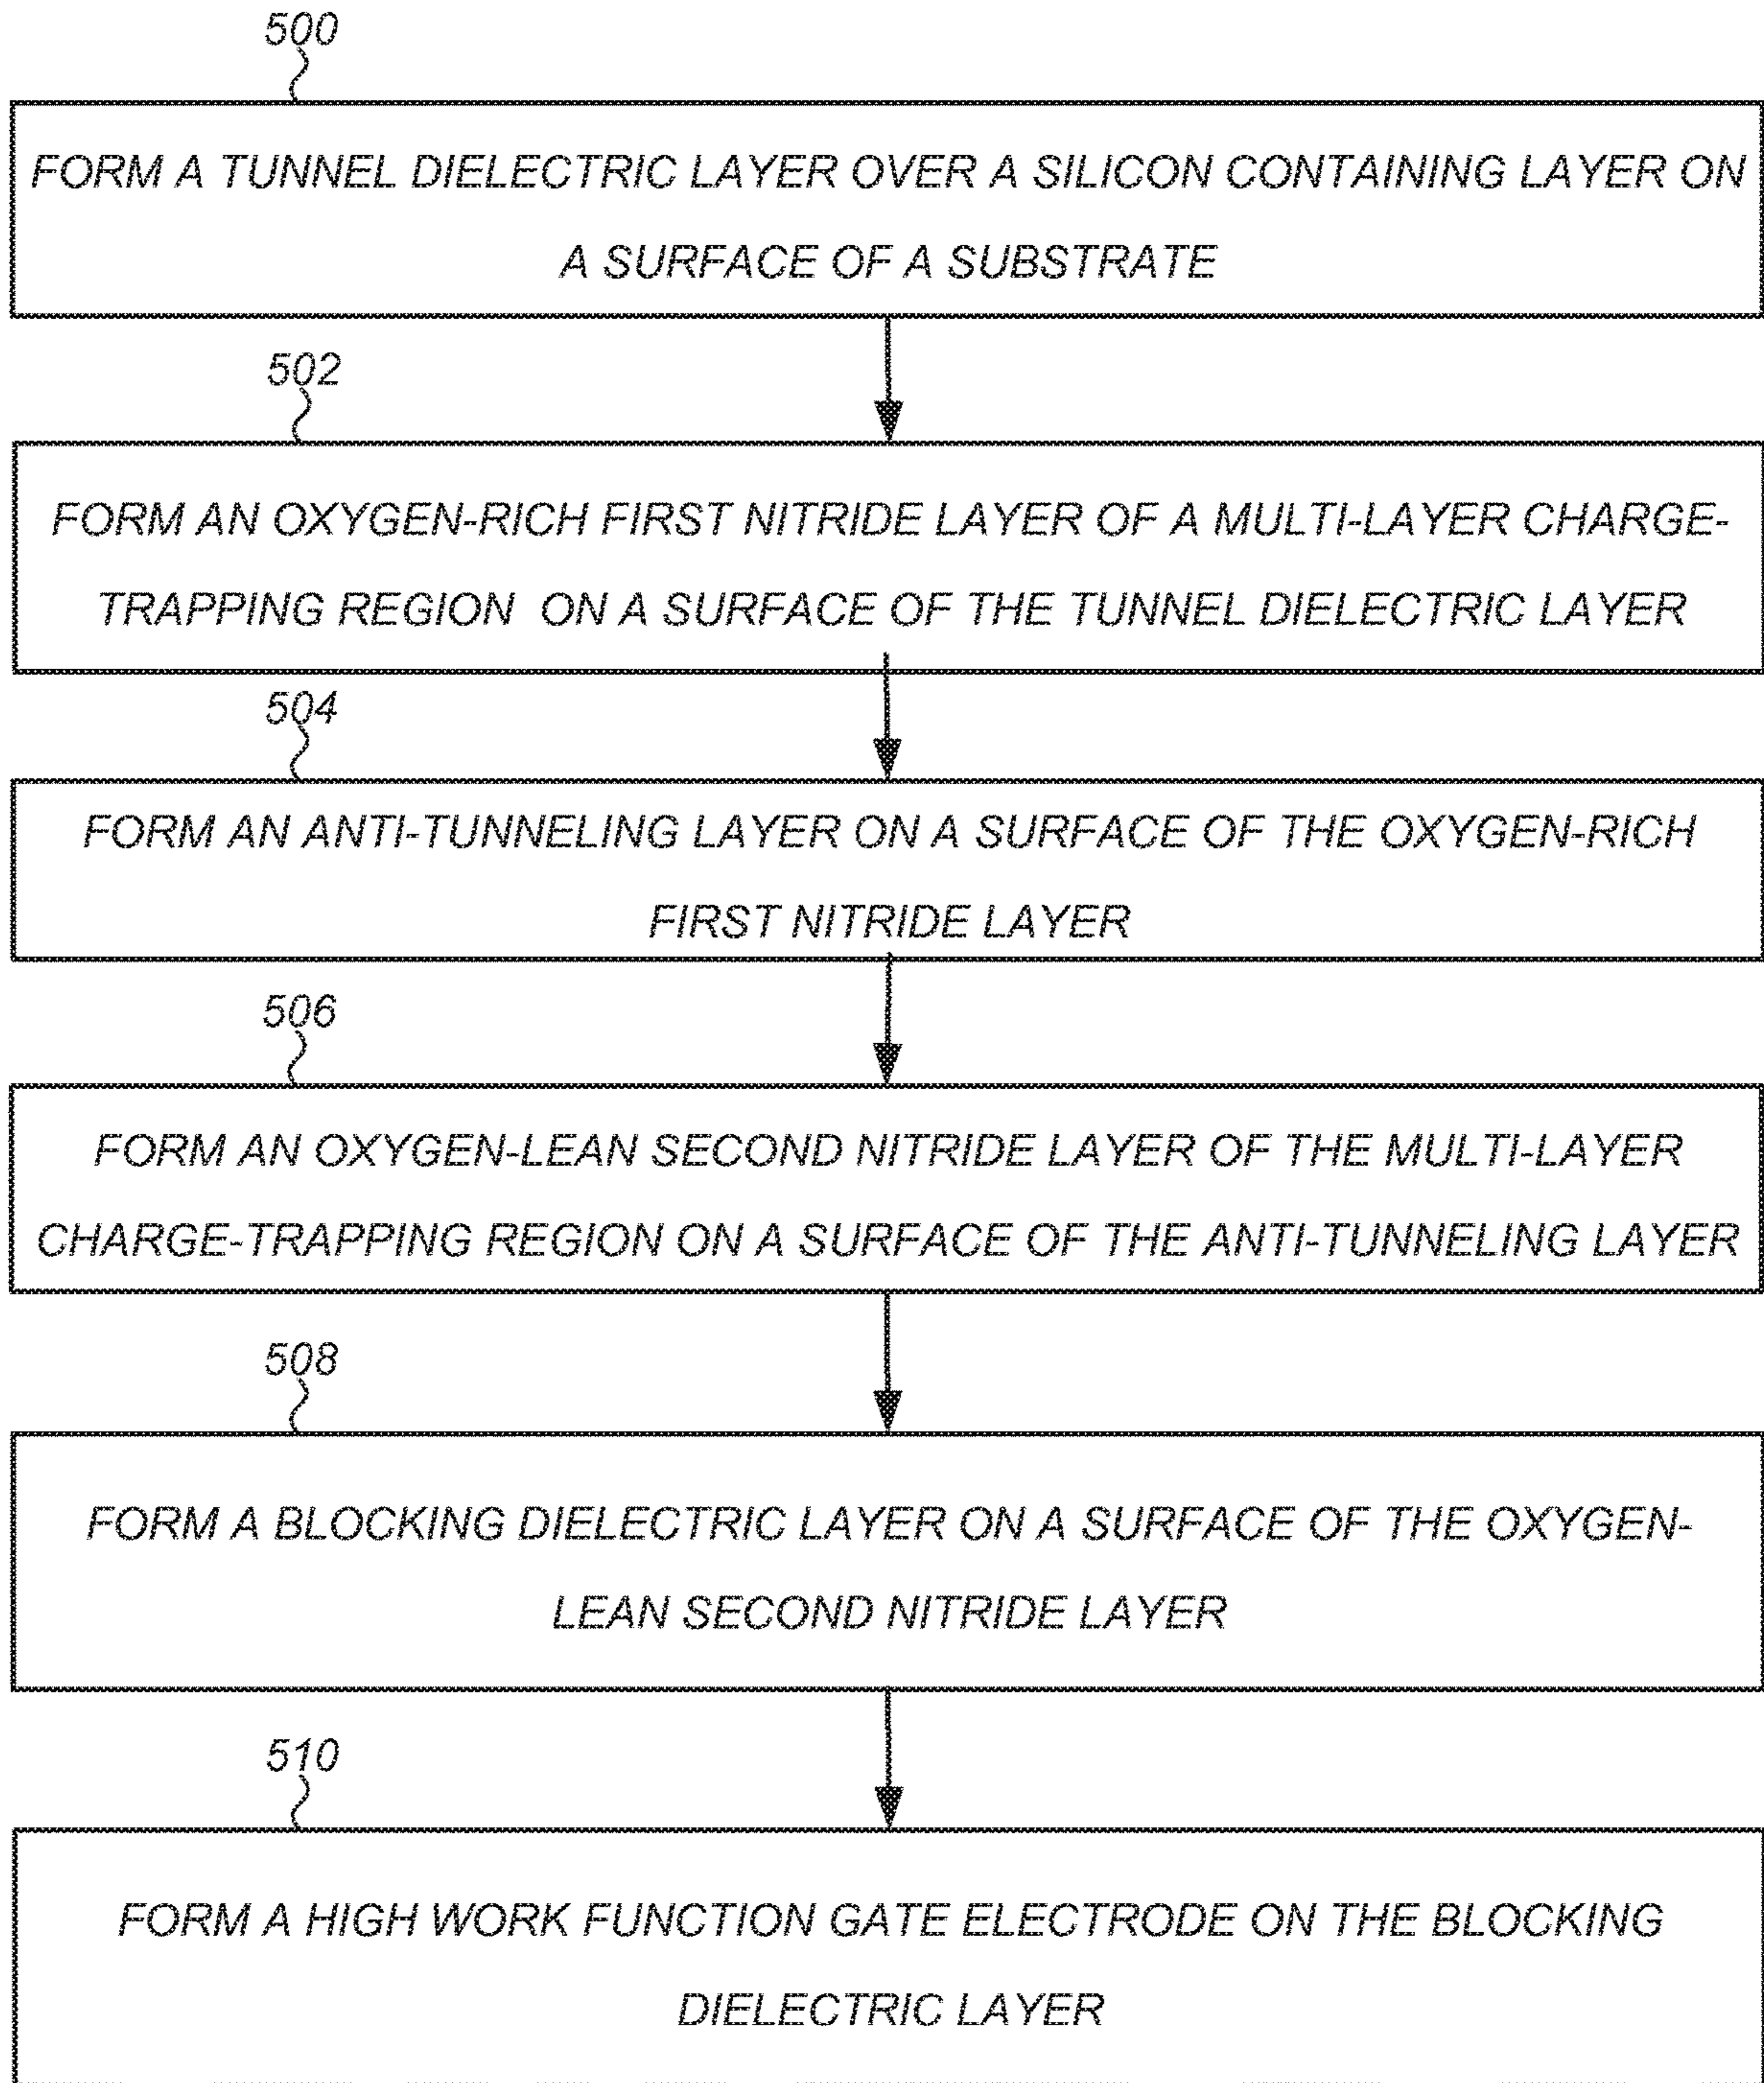 500
FORM A TUNNEL DIELECTRIC LAYER OVER A SILICON CONTAINING LAYER ON
A SURFACE OF A SUBSTRATE
502
FORM AN OXYGEN-RICH FIRST NITRIDE LAYER OF A MULTI-LAYER CHARGE-
TRAPPING REGION ON A SURFACE OF THE TUNNEL DIELECTRIC LAYER
504
FORM AN ANTI-TUNNELING LAYER ON A SURFACE OF THE OXYGEN-RICH
FIRST NITRIDE LAYER
506
FORM AN OXYGEN-LEAN SECOND NITRIDE LAYER OF THE MULTI-LAYER
CHARGE-TRAPPING REGION ON A SURFACE OF THE ANTI-TUNNELING LAYER
508
FORM A BLOCKING DIELECTRIC LAYER ON A SURFACE OF THE OXYGEN-
LEAN SECOND NITRIDE LAYER
510
FORM A HIGH WORK FUNCTION GATE ELECTRODE ON THE BLOCKING
DIELECTRIC LAYER